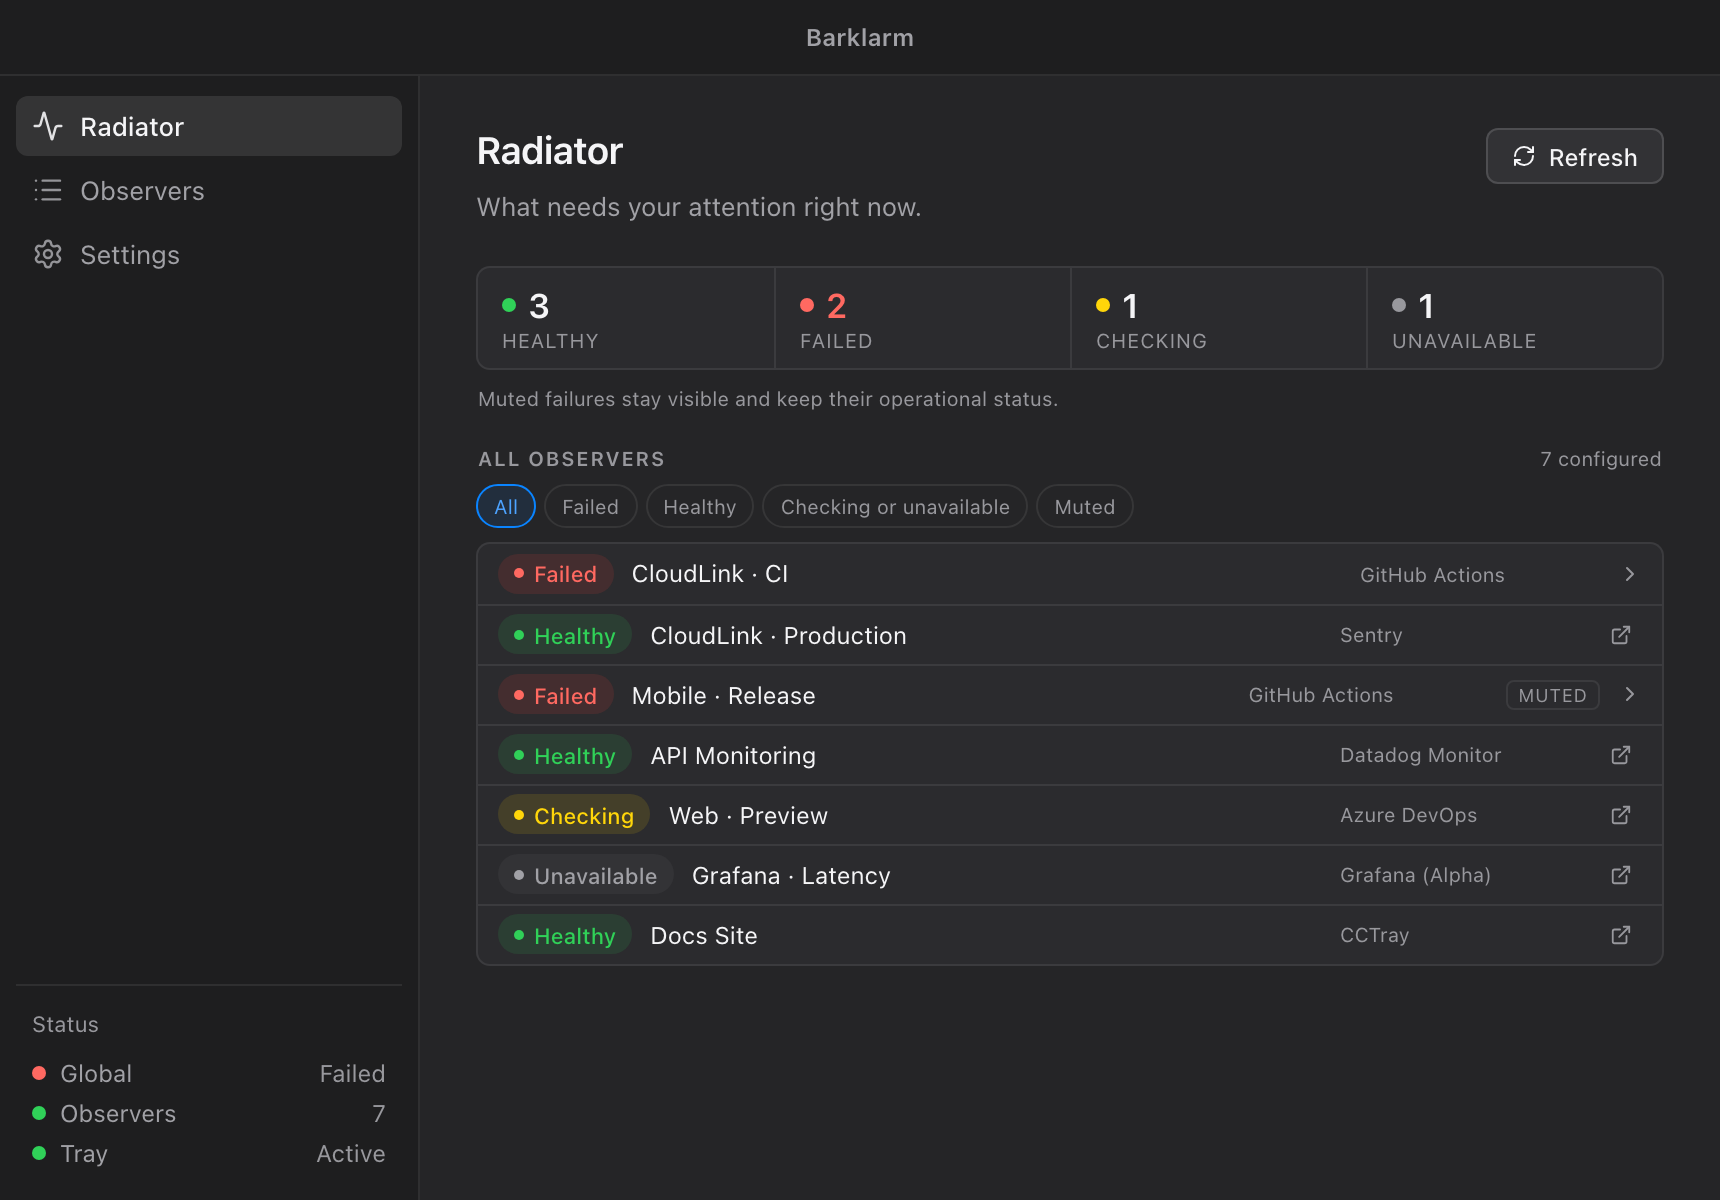 Barklarm
Radiator
Observers
Settings
Status
Global Failed
Observers 7
Tray Active
Radiator
Refresh
What needs your attention right now.
3
HEALTHY
2
FAILED
1
CHECKING
1
UNAVAILABLE
Muted failures stay visible and keep their operational status.
ALL OBSERVERS 7 configured
All Failed Healthy Checking or unavailable Muted
Failed CloudLink · CI GitHub Actions
Healthy CloudLink · Production Sentry
Failed Mobile · Release GitHub Actions MUTED
Healthy API Monitoring Datadog Monitor
Checking Web · Preview Azure DevOps
Unavailable Grafana · Latency Grafana (Alpha)
Healthy Docs Site CCTray